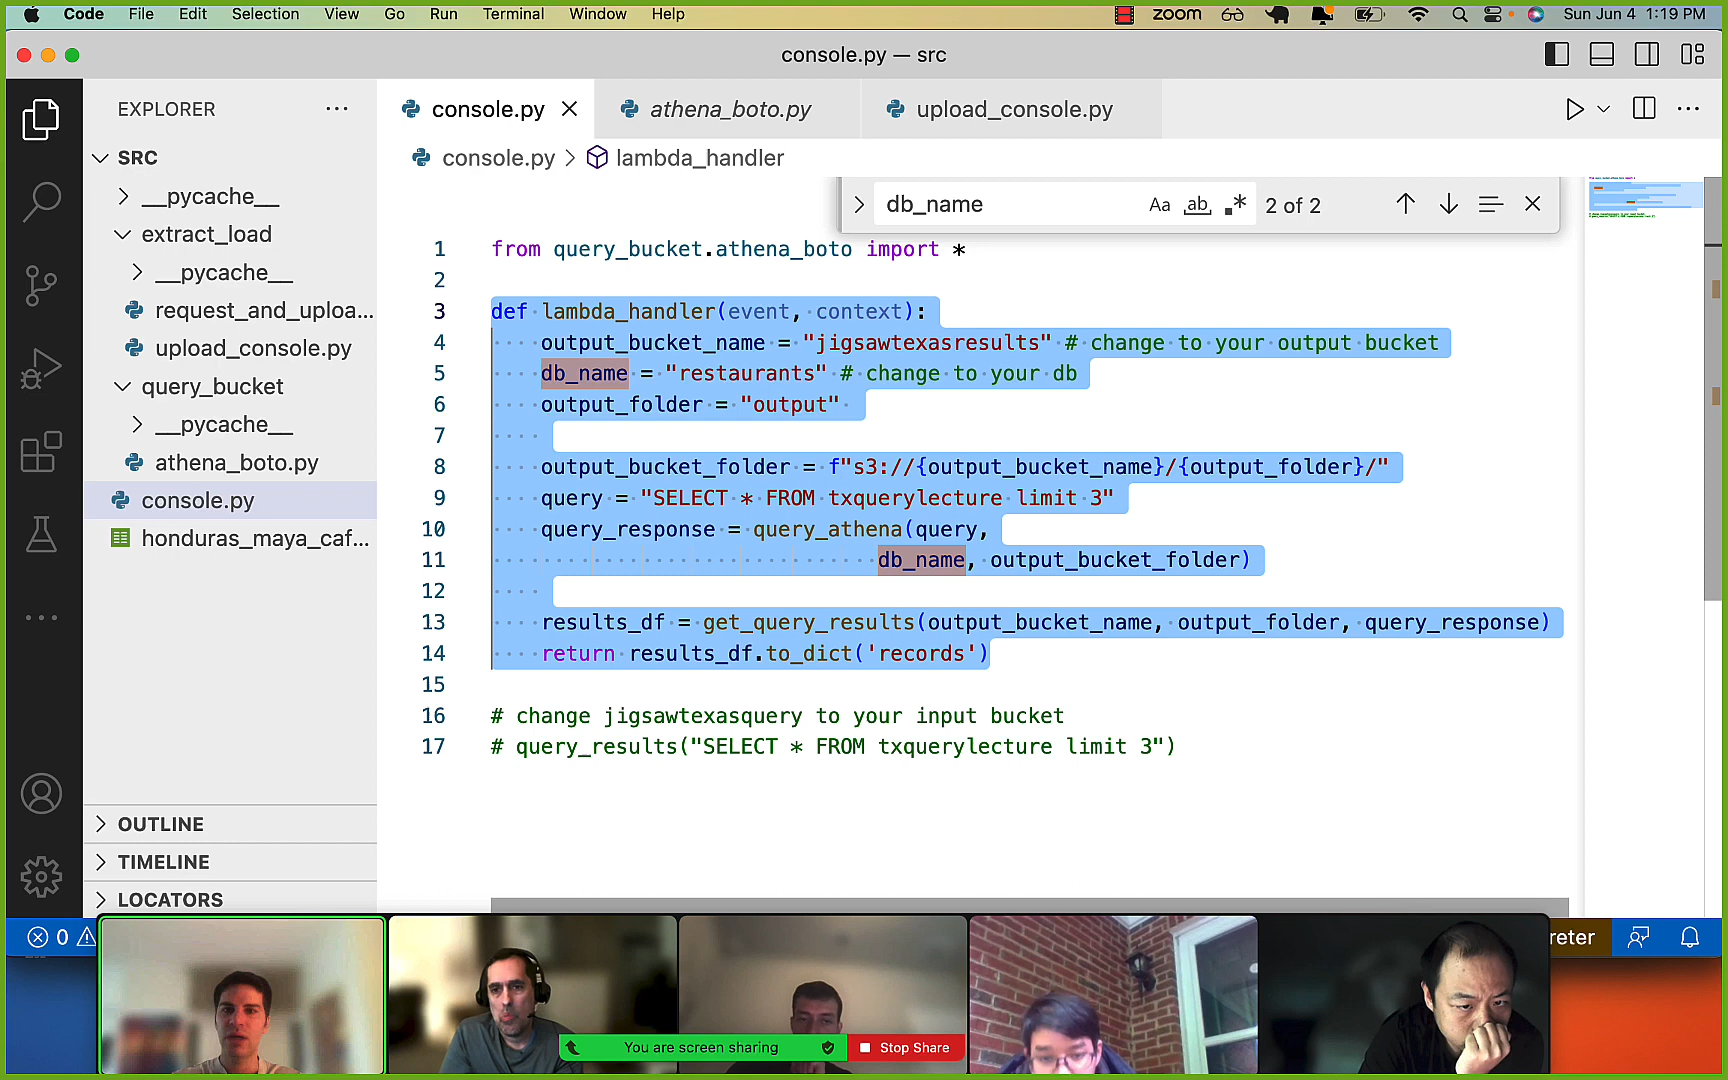 Code File Edit Selection View Go Run Terminal Window Help zoom Sun Jun 4 1:19 PM
console.py — src
EXPLORER
SRC
__pycache__
extract_load
__pycache__
request_and_uploa...
upload_console.py
query_bucket
__pycache__
athena_boto.py
console.py
honduras_maya_caf...
OUTLINE
TIMELINE
LOCATORS
console.py athena_boto.py upload_console.py
console.py > lambda_handler
db_name Aa ab .* 2 of 2
1 from query_bucket.athena_boto import *
2
3 def lambda_handler(event, context):
4 output_bucket_name = "jigsawtexasresults" # change to your output bucket
5 db_name = "restaurants" # change to your db
6 output_folder = "output"
7
8 output_bucket_folder = f"s3://{output_bucket_name}/{output_folder}/"
9 query = "SELECT * FROM txquerylecture limit 3"
10 query_response = query_athena(query,
11 db_name, output_bucket_folder)
12
13 results_df = get_query_results(output_bucket_name, output_folder, query_response)
14 return results_df.to_dict('records')
15
16 # change jigsawtexasquery to your input bucket
17 # query_results("SELECT * FROM txquerylecture limit 3")
0
reter
You are screen sharing Stop Share